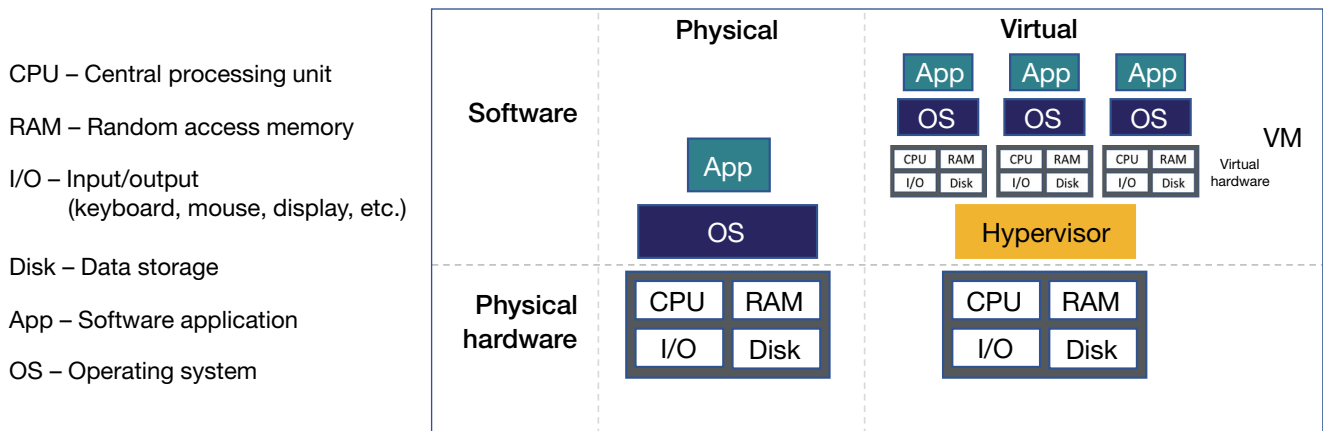 CPU – Central processing unit
RAM – Random access memory
I/O – Input/output
(keyboard, mouse, display, etc.)
Disk – Data storage
App – Software application
OS – Operating system
Physical
Virtual
Software
App
OS
App App App
OS OS OS
CPU RAM CPU RAM CPU RAM
I/O Disk I/O Disk I/O Disk
Virtual
hardware
VM
Hypervisor
Physical
hardware
CPU RAM
I/O Disk
CPU RAM
I/O Disk